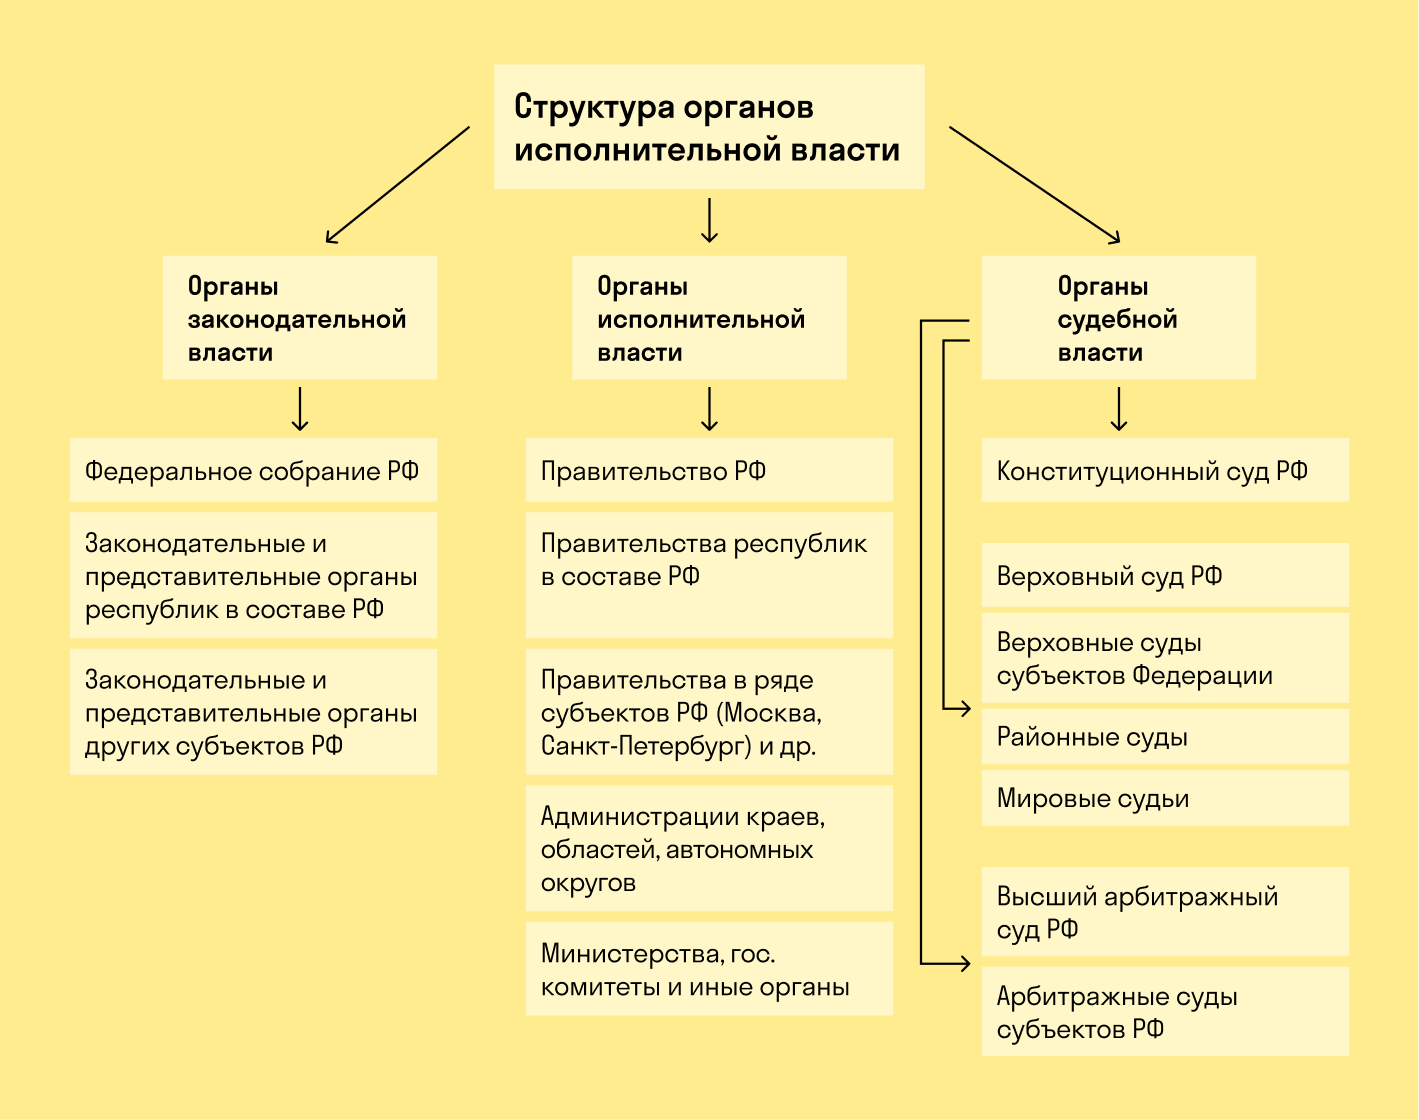 Структура органов
исполнительной власти
Органы
законодательной
власти
Федеральное собрание РФ
Законодательные и
представительные органы
республик в составе РФ
Законодательные и
представительные органы
других субъектов РФ
Органы
исполнительной
власти
Правительство РФ
Правительства республик
в составе РФ
Правительства в ряде
субъектов РФ (Москва,
Санкт-Петербург) и др.
Администрации краев,
областей, автономных
округов
Министерства, гос.
комитеты и иные органы
Органы
судебной
власти
Конституционный суд РФ
Верховный суд РФ
Верховные суды
субъектов Федерации
Районные суды
Мировые судьи
Высший арбитражный
суд РФ
Арбитражные суды
субъектов РФ